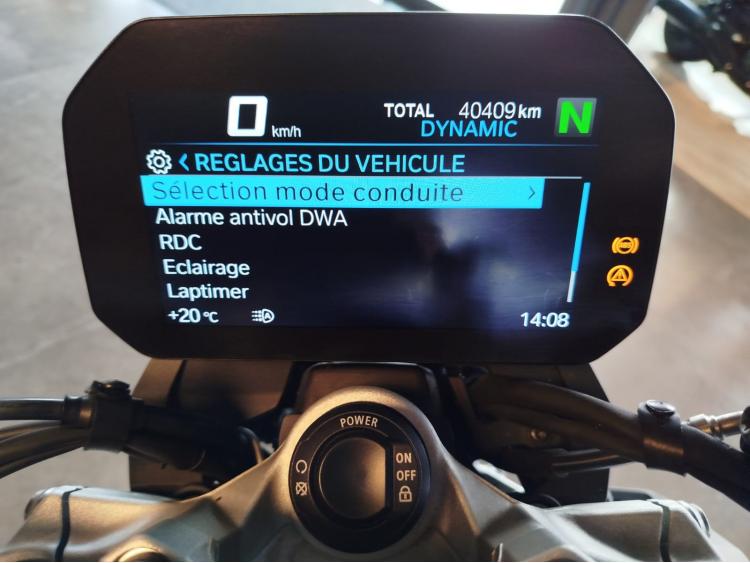 0 km/h TOTAL 40409 km N
DYNAMIC
< REGLAGES DU VEHICULE
Sélection mode conduite >
Alarme antivol DWA
RDC
Eclairage
Laptimer
+20 °C 14:08
POWER
ON
OFF